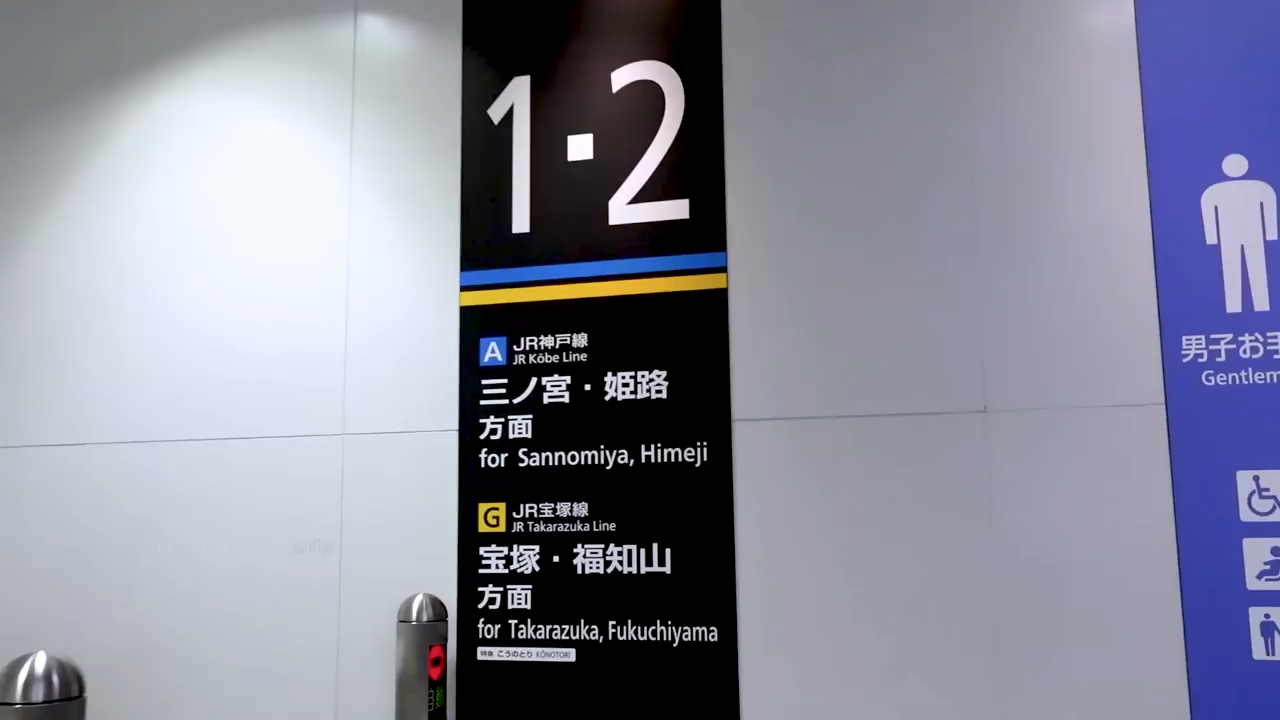 1・2
A JR神戸線
JR Kōbe Line
三ノ宮・姫路
方面
for Sannomiya, Himeji
G JR宝塚線
JR Takarazuka Line
宝塚・福知山
方面
for Takarazuka, Fukuchiyama
特急 こうのとり KŌNOTORI
男子お手
Gentlem